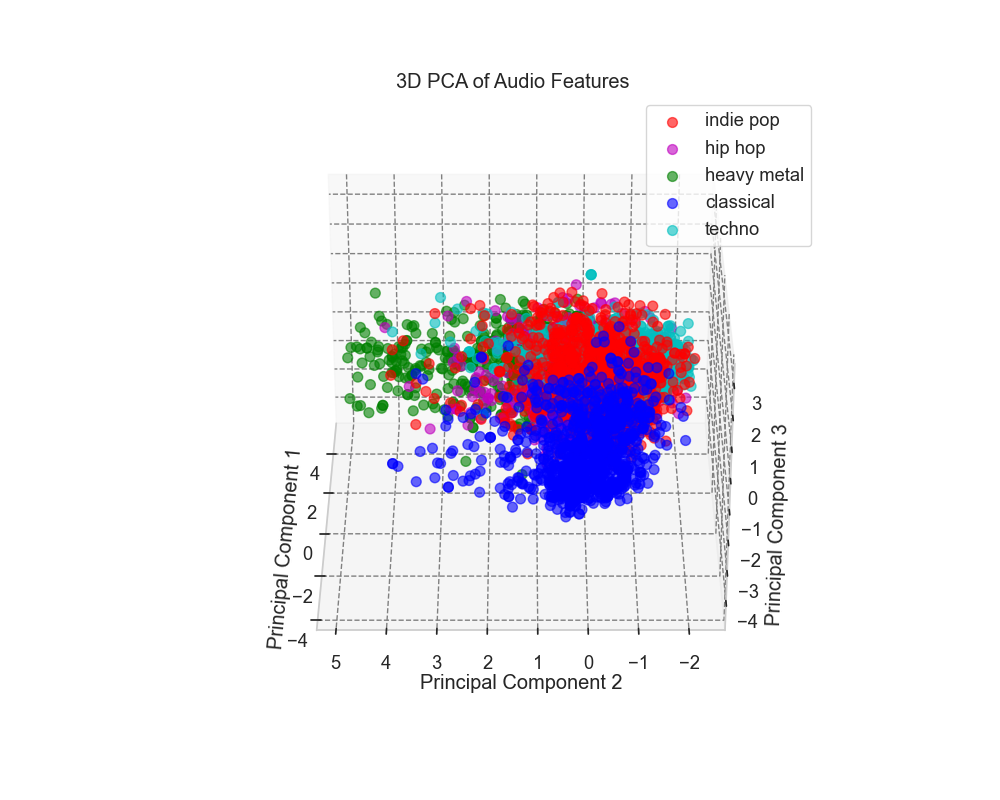 3D PCA of Audio Features
indie pop
hip hop
heavy metal
classical
techno
Principal Component 1
4
2
0
−2
−4
5
4
3
2
1
0
−1
−2
Principal Component 2
3
2
1
0
−1
−2
−3
−4
Principal Component 3